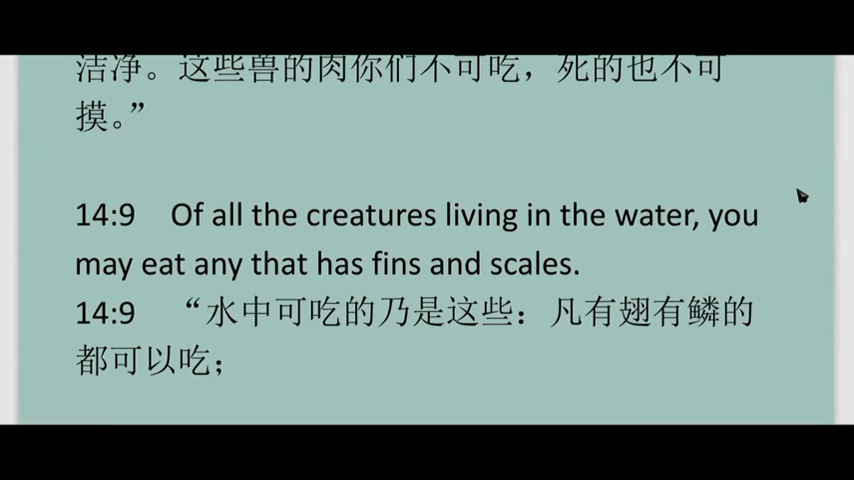 洁净。这些兽的肉你们不可吃，死的也不可
摸。”
14:9 Of all the creatures living in the water, you
may eat any that has fins and scales.
14:9 “水中可吃的乃是这些：凡有翅有鳞的
都可以吃；